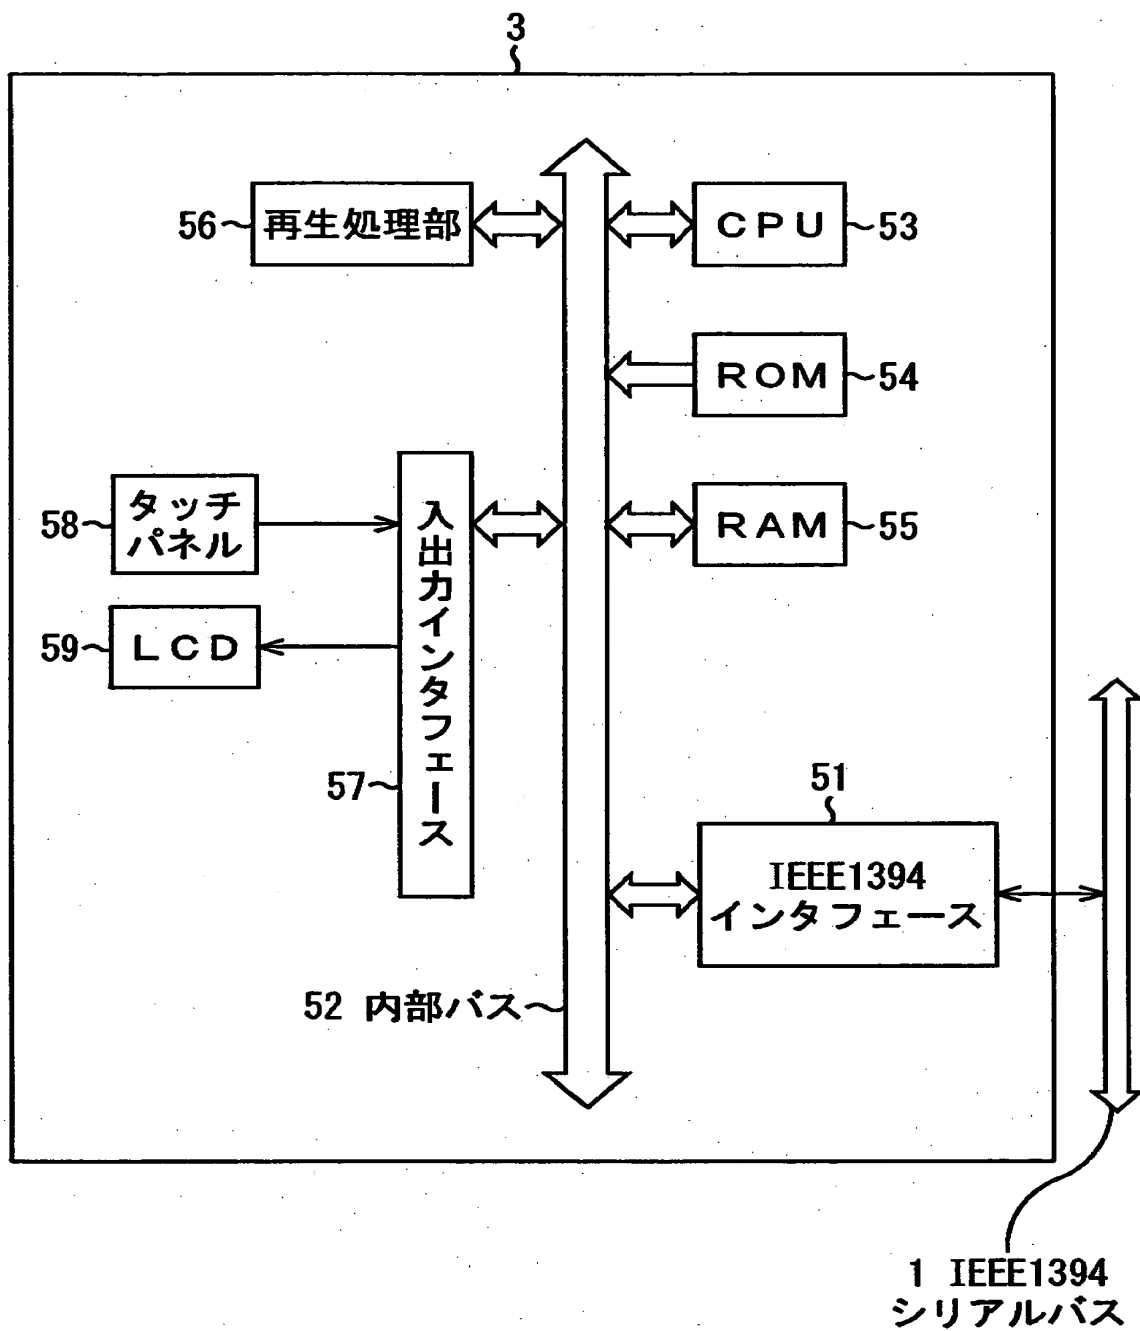 3
56 再生処理部
CPU 53
ROM 54
58 タッチ
パネル
入出力インタフェース
RAM 55
59 LCD
57
51
IEEE1394
インタフェース
52 内部バス
1 IEEE1394
シリアルバス